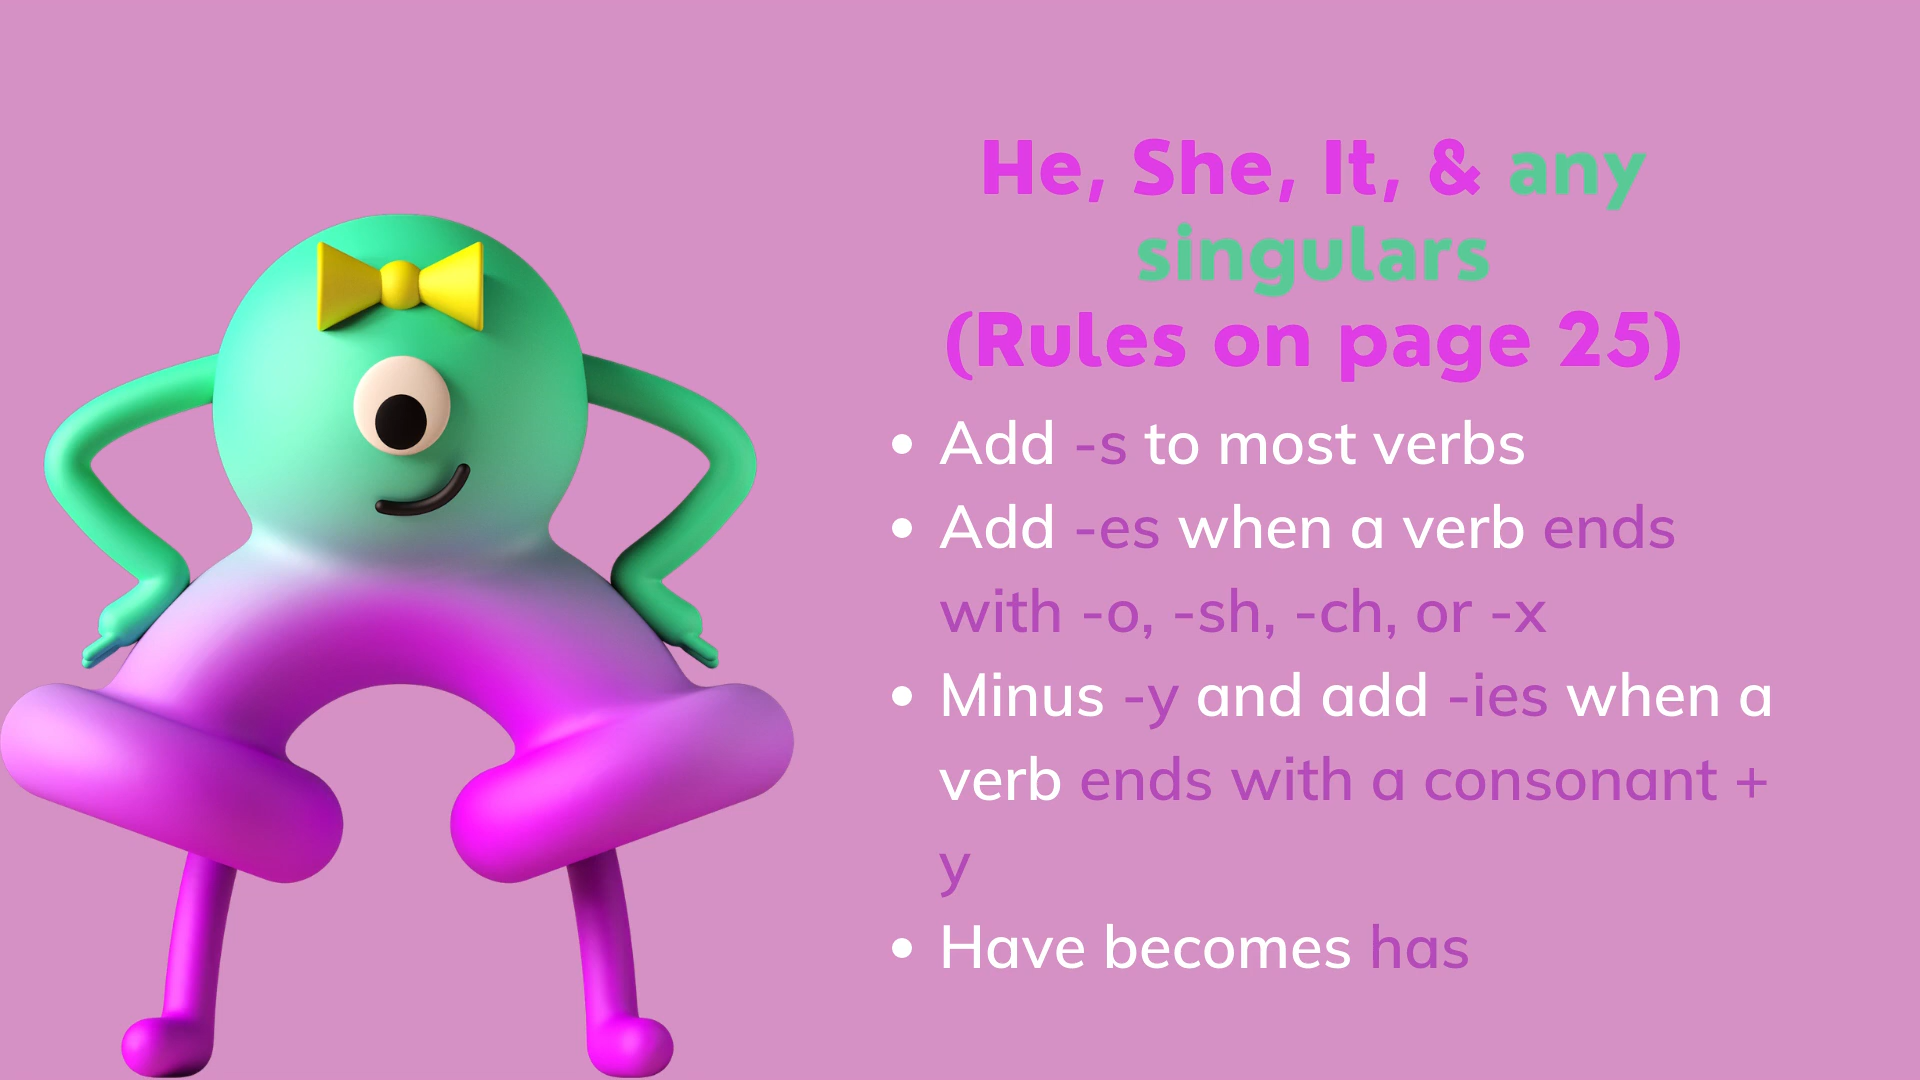 He, She, It, & any
singulars
(Rules on page 25)
• Add -s to most verbs
• Add -es when a verb ends
with -o, -sh, -ch, or -x
• Minus -y and add -ies when a
verb ends with a consonant +
y
• Have becomes has